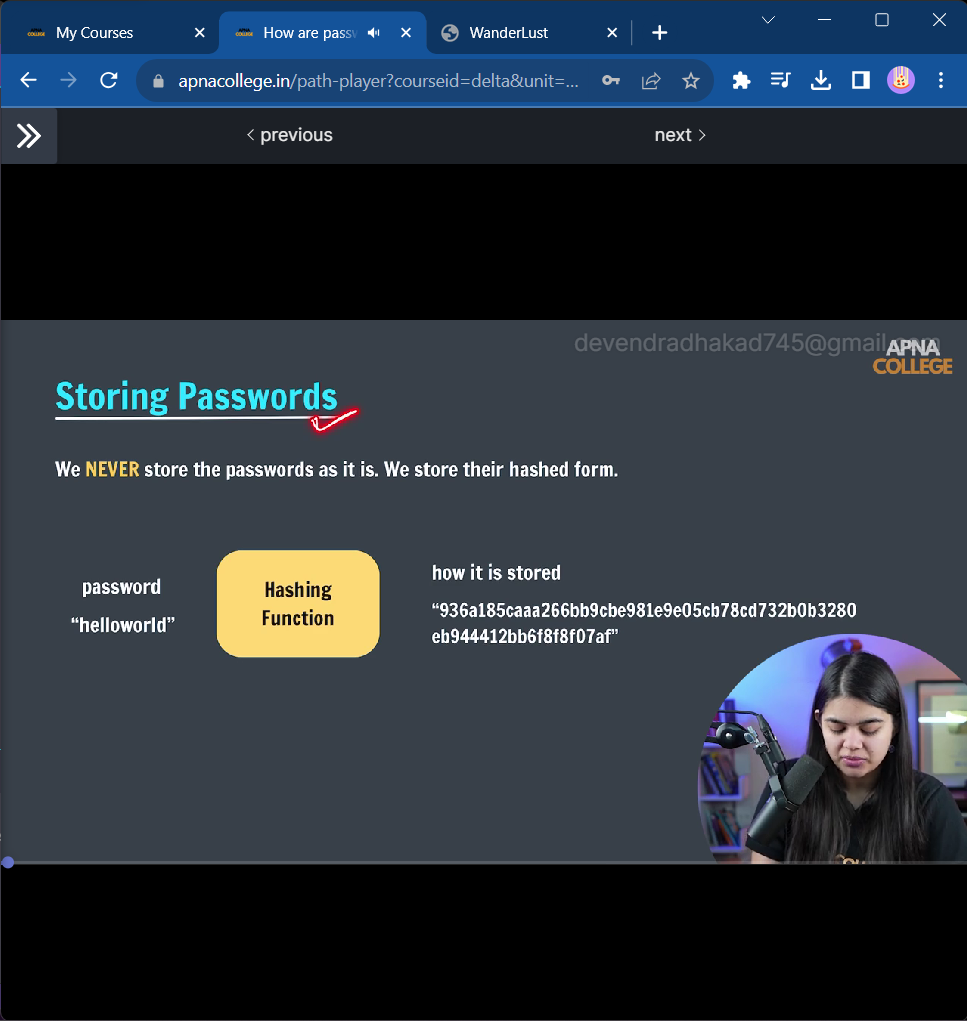 My Courses
How are passw
WanderLust
apnacollege.in/path-player?courseid=delta&unit=...
previous
next
devendradhakad745@gmail
APNA
COLLEGE
Storing Passwords
We NEVER store the passwords as it is. We store their hashed form.
password
"helloworld"
Hashing
Function
how it is stored
“936a185caaa266bb9cbe981e9e05cb78cd732b0b3280
eb944412bb6f8f8f07af”